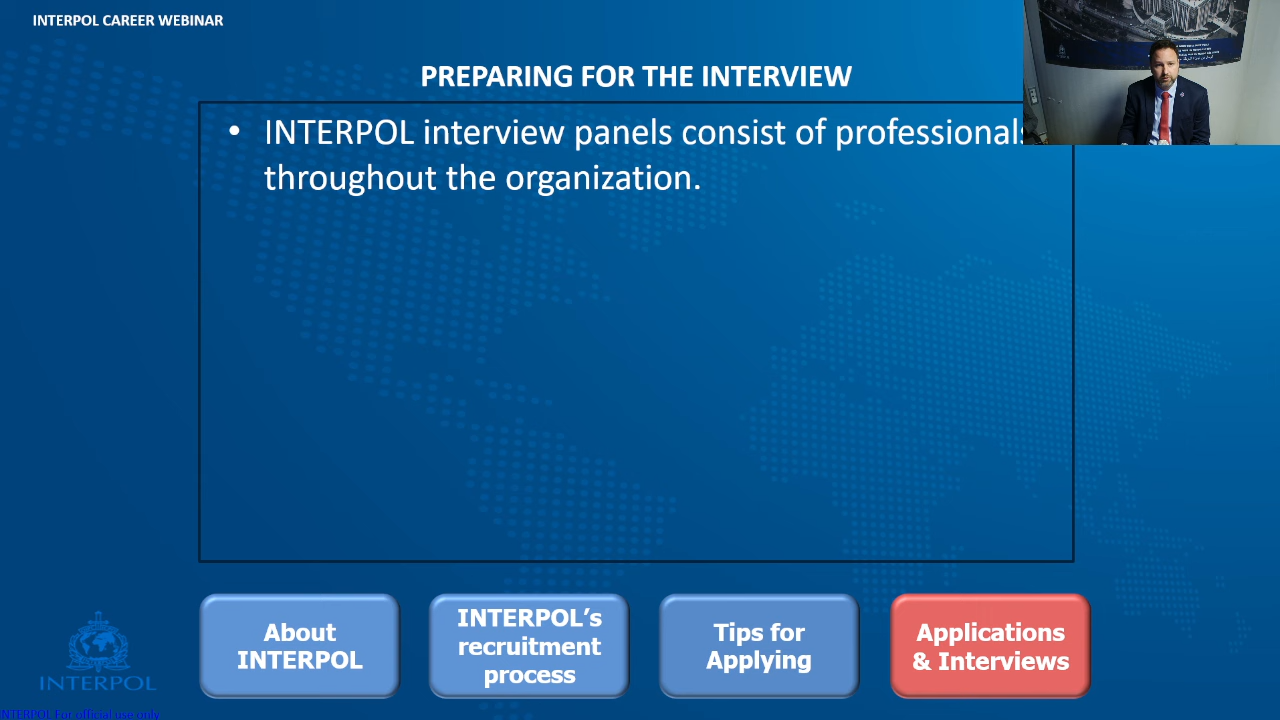 INTERPOL CAREER WEBINAR
PREPARING FOR THE INTERVIEW
• INTERPOL interview panels consist of professionals
throughout the organization.
About
INTERPOL
INTERPOL’s
recruitment
process
Tips for
Applying
Applications
& Interviews
INTERPOL
INTERPOL For official use only